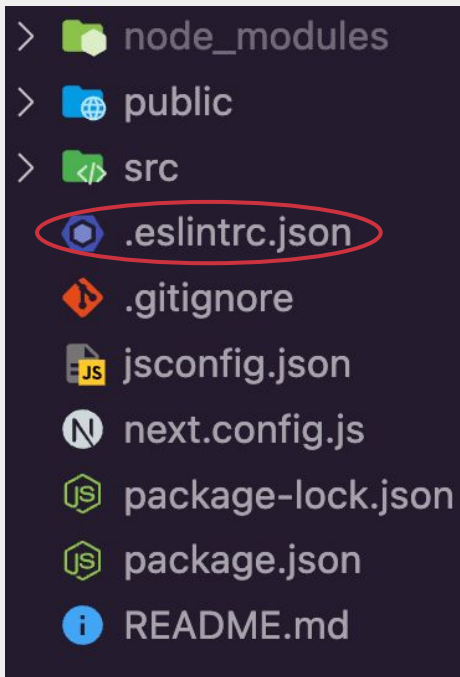 node_modules
public
src
.eslintrc.json
.gitignore
jsconfig.json
next.config.js
package-lock.json
package.json
README.md